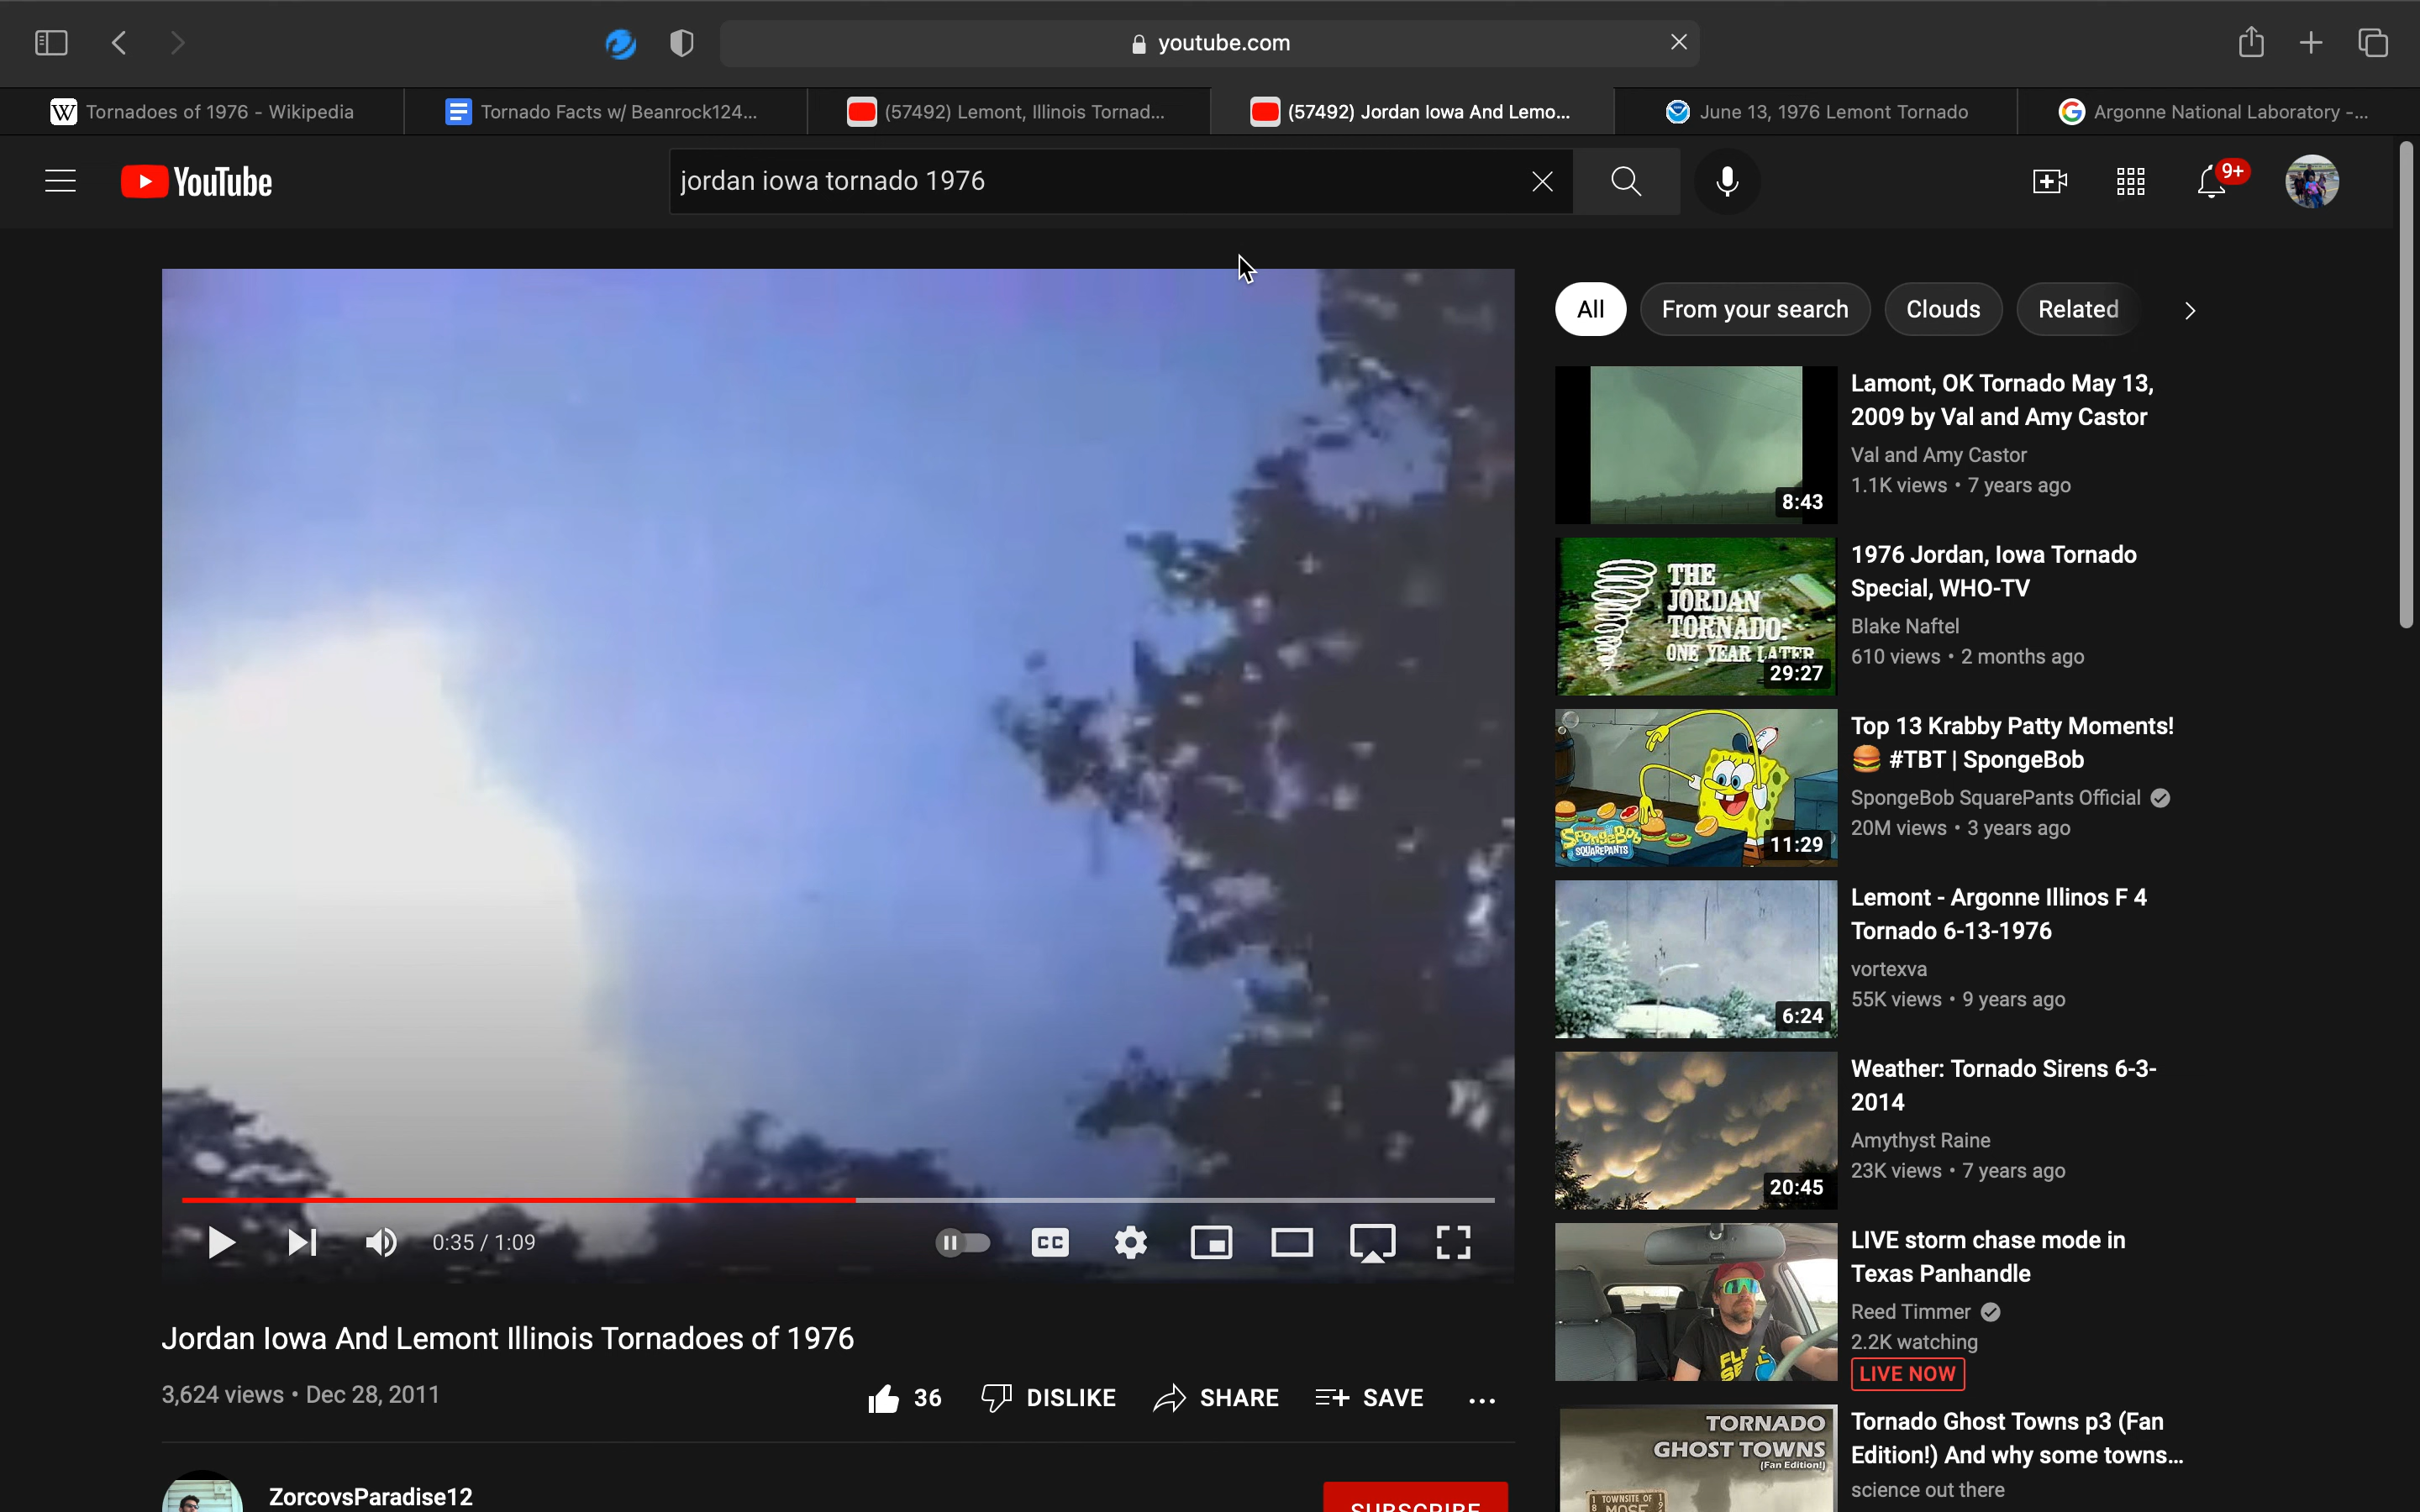 youtube.com
Tornadoes of 1976 - Wikipedia
Tornado Facts w/ Beanrock124...
(57492) Lemont, Illinois Tornad...
(57492) Jordan Iowa And Lemo...
June 13, 1976 Lemont Tornado
Argonne National Laboratory -...
YouTube
jordan iowa tornado 1976
9+
All
From your search
Clouds
Related
8:43
Lamont, OK Tornado May 13,
2009 by Val and Amy Castor
Val and Amy Castor
1.1K views • 7 years ago
THE
JORDAN
TORNADO:
ONE YEAR LATER
29:27
1976 Jordan, Iowa Tornado
Special, WHO-TV
Blake Naftel
610 views • 2 months ago
SPONGEBOB
SQUAREPANTS
11:29
Top 13 Krabby Patty Moments!
🍔 #TBT | SpongeBob
SpongeBob SquarePants Official
20M views • 3 years ago
6:24
Lemont - Argonne Illinos F 4
Tornado 6-13-1976
vortexva
55K views • 9 years ago
20:45
Weather: Tornado Sirens 6-3-
2014
Amythyst Raine
23K views • 7 years ago
LIVE storm chase mode in
Texas Panhandle
Reed Timmer
2.2K watching
LIVE NOW
TORNADO
GHOST TOWNS
(Fan Edition!)
TOWNSITE OF
Tornado Ghost Towns p3 (Fan
Edition!) And why some towns...
science out there
0:35 / 1:09
CC
Jordan Iowa And Lemont Illinois Tornadoes of 1976
3,624 views • Dec 28, 2011
36
DISLIKE
SHARE
SAVE
ZorcovsParadise12
SUBSCRIBE